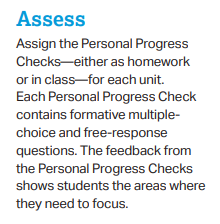 Assess
Assign the Personal Progress
Checks—either as homework
or in class—for each unit.
Each Personal Progress Check
contains formative multiple-
choice and free-response
questions. The feedback from
the Personal Progress Checks
shows students the areas where
they need to focus.